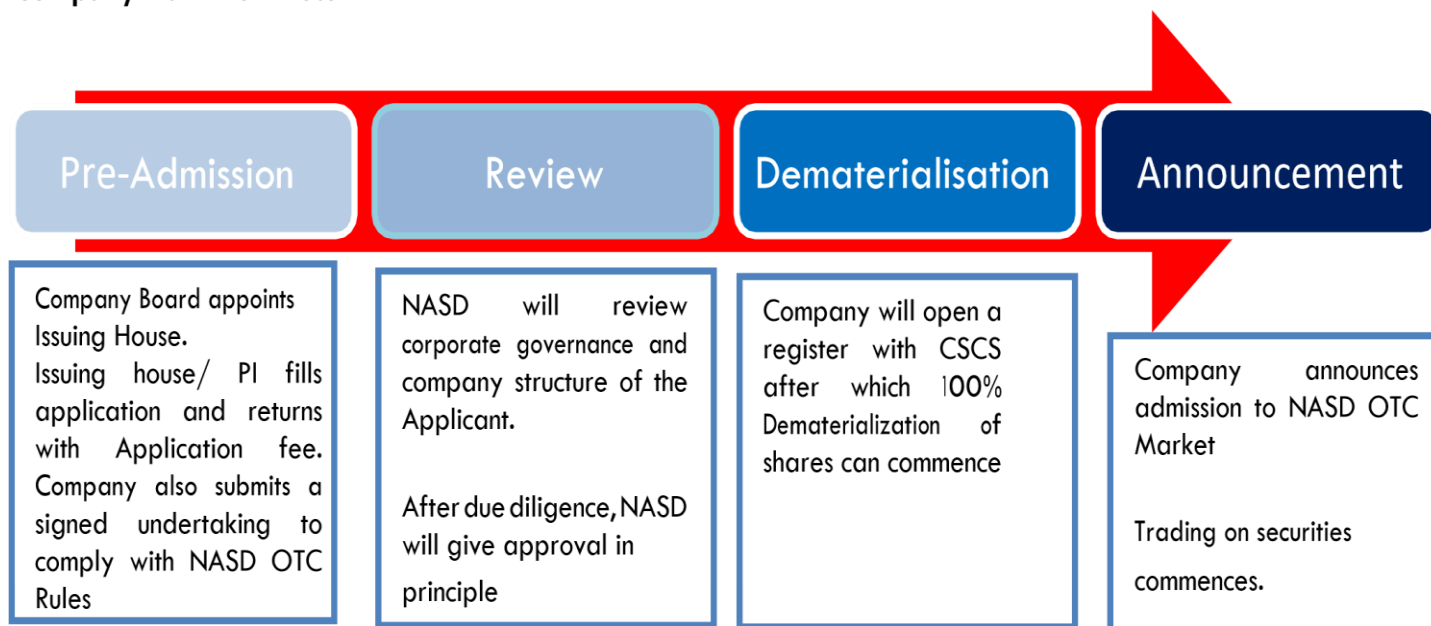 Pre-Admission
Review
Dematerialisation
Announcement
Company Board appoints
Issuing House.
Issuing house/ PI fills
application and returns
with Application fee.
Company also submits a
signed undertaking to
comply with NASD OTC
Rules
NASD will review
corporate governance and
company structure of the
Applicant.
After due diligence, NASD
will give approval in
principle
Company will open a
register with CSCS
after which 100%
Dematerialization of
shares can commence
Company announces
admission to NASD OTC
Market
Trading on securities
commences.